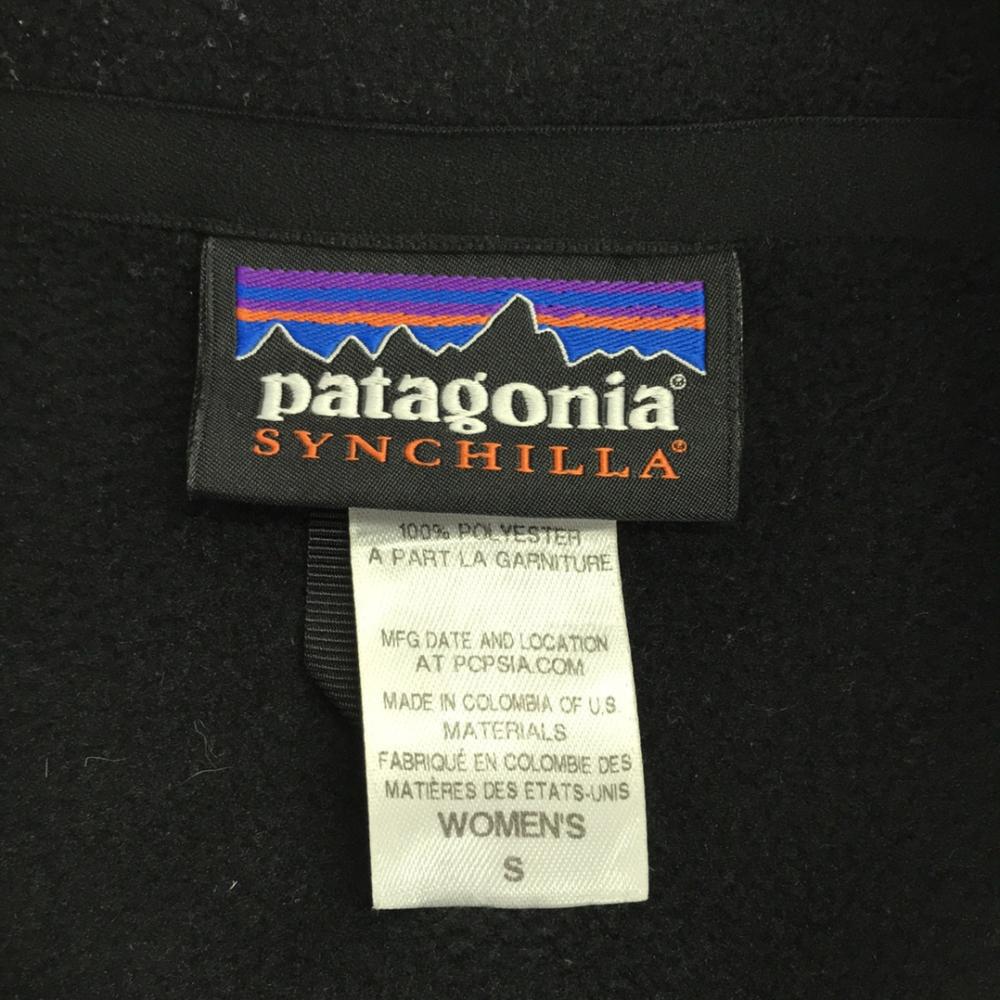 patagonia®
SYNCHILLA®
100% POLYESTER
A PART LA GARNITURE
MFG DATE AND LOCATION
AT PCPSIA.COM
MADE IN COLOMBIA OF U.S.
MATERIALS
FABRIQUÉ EN COLOMBIE DES
MATIÈRES DES ETATS-UNIS
WOMEN'S
S